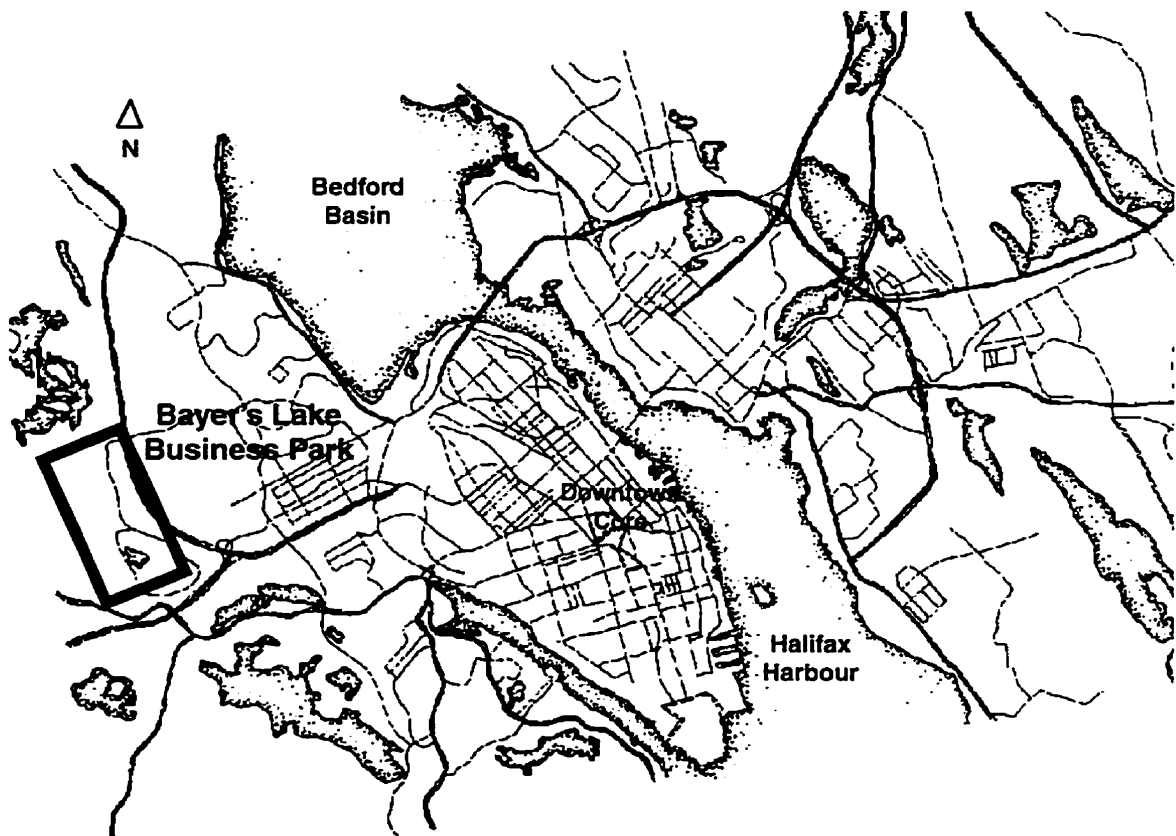 N
Bedford
Basin
Bayer's Lake
Business Park
Downtown
Core
Halifax
Harbour